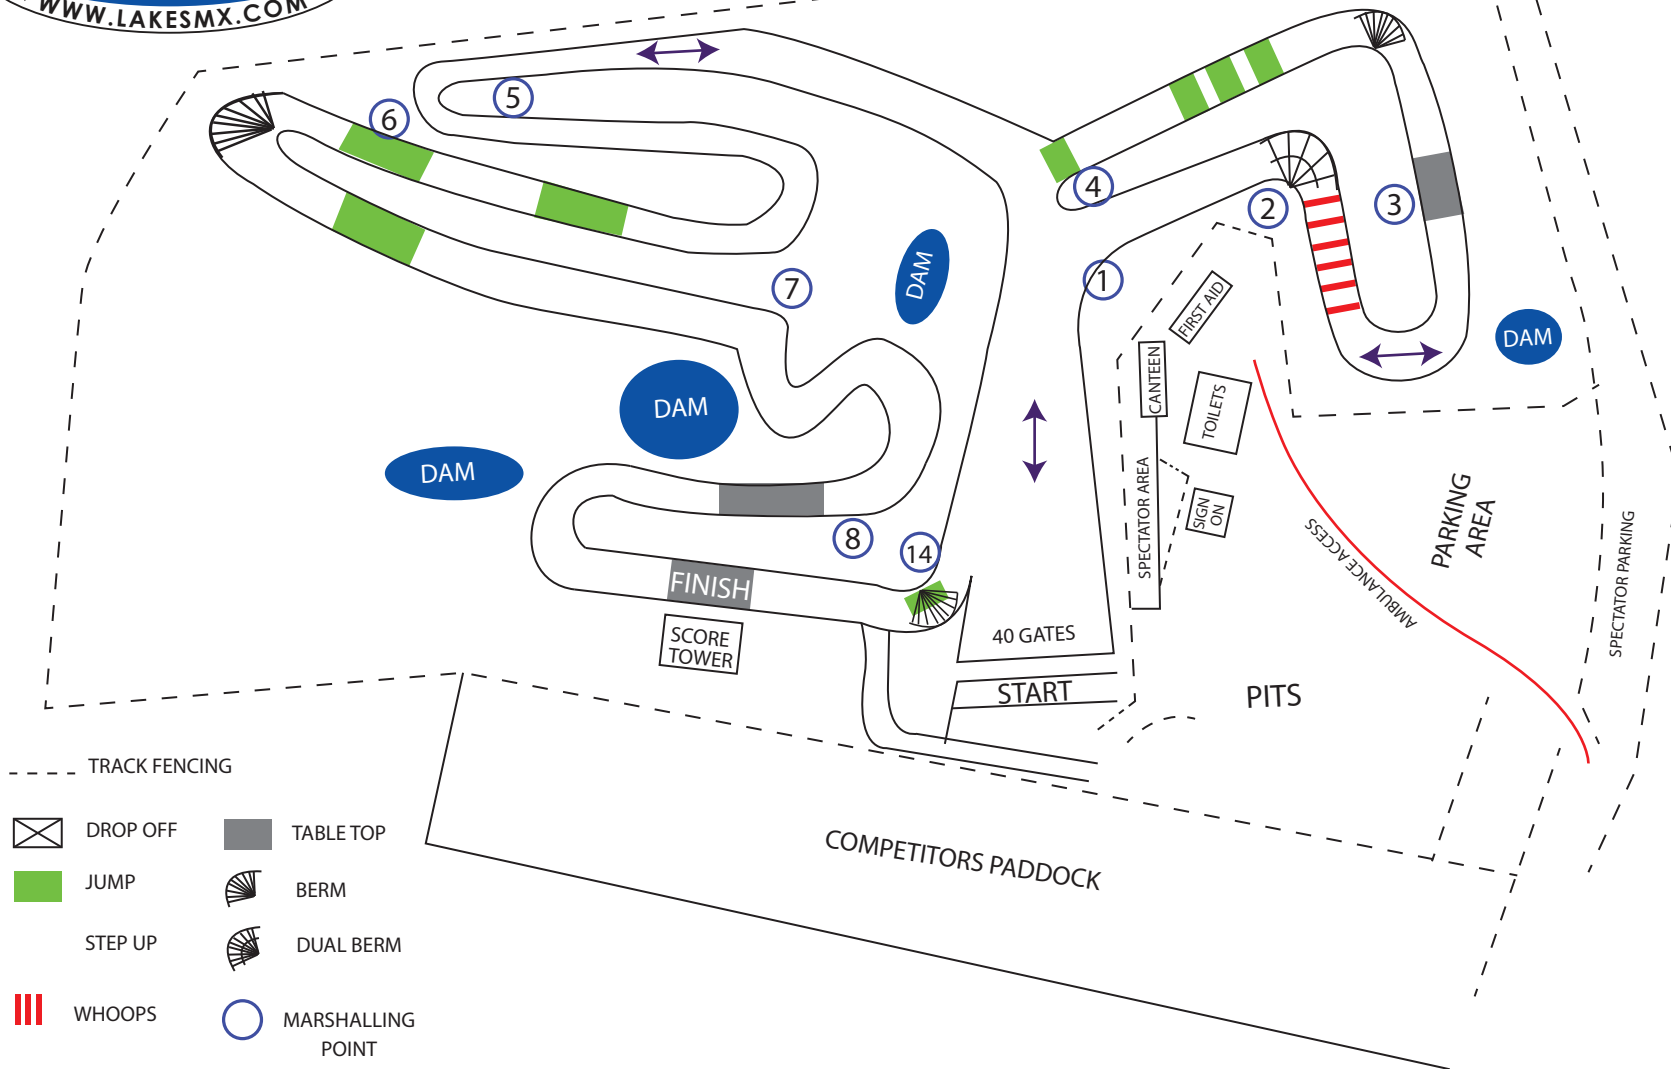 WWW.LAKESMX.COM
5
6
4
2
3
1
7
DAM
FIRST AID
DAM
CANTEEN
TOILETS
DAM
DAM
SPECTATOR AREA
SIGN
ON
PARKING
AREA
AMBULANCE ACCESS
SPECTATOR PARKING
8
14
FINISH
SCORE
TOWER
40 GATES
START
PITS
COMPETITORS PADDOCK
TRACK FENCING
DROP OFF
TABLE TOP
JUMP
BERM
STEP UP
DUAL BERM
WHOOPS
MARSHALLING
POINT